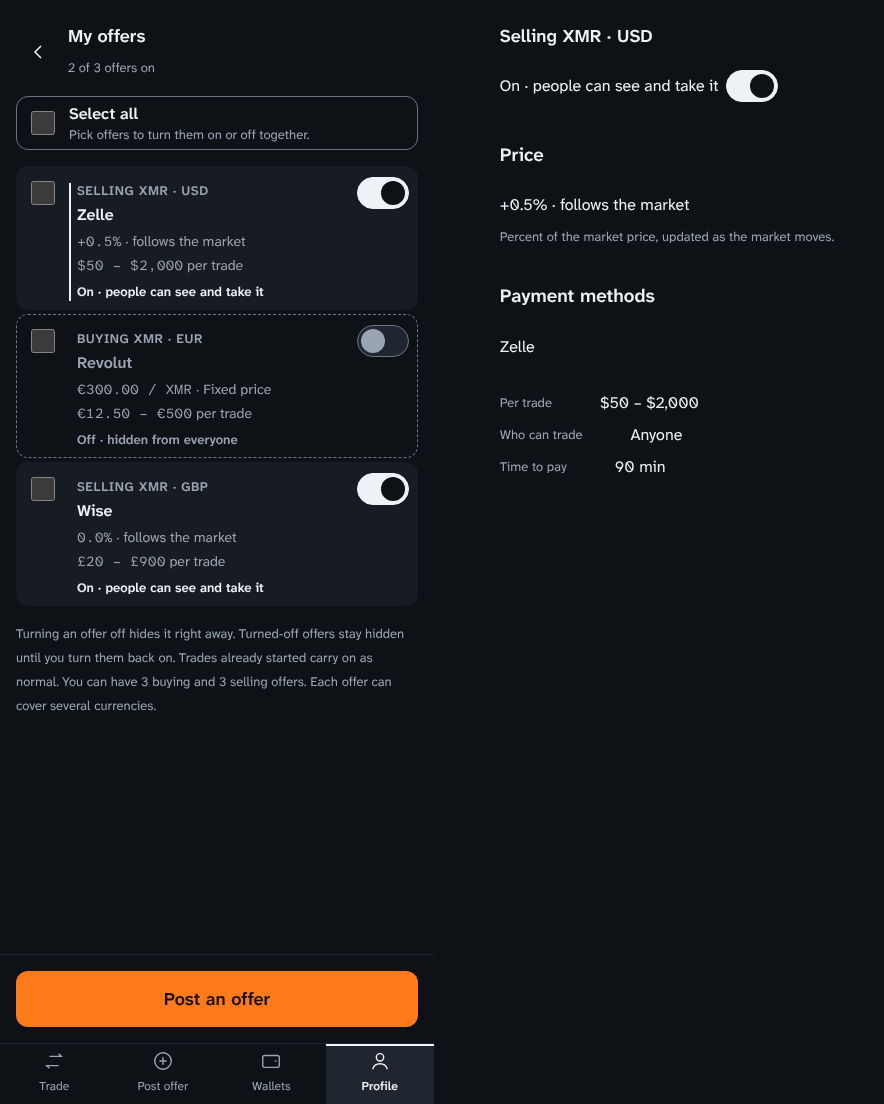 My offers
2 of 3 offers on
Select all
Pick offers to turn them on or off together.
SELLING XMR · USD
Zelle
+0.5% · follows the market
$50 – $2,000 per trade
On · people can see and take it
BUYING XMR · EUR
Revolut
€300.00 / XMR · Fixed price
€12.50 – €500 per trade
Off · hidden from everyone
SELLING XMR · GBP
Wise
0.0% · follows the market
£20 – £900 per trade
On · people can see and take it
Turning an offer off hides it right away. Turned-off offers stay hidden
until you turn them back on. Trades already started carry on as
normal. You can have 3 buying and 3 selling offers. Each offer can
cover several currencies.
Post an offer
Trade
Post offer
Wallets
Profile
Selling XMR · USD
On · people can see and take it
Price
+0.5% · follows the market
Percent of the market price, updated as the market moves.
Payment methods
Zelle
Per trade $50 – $2,000
Who can trade Anyone
Time to pay 90 min